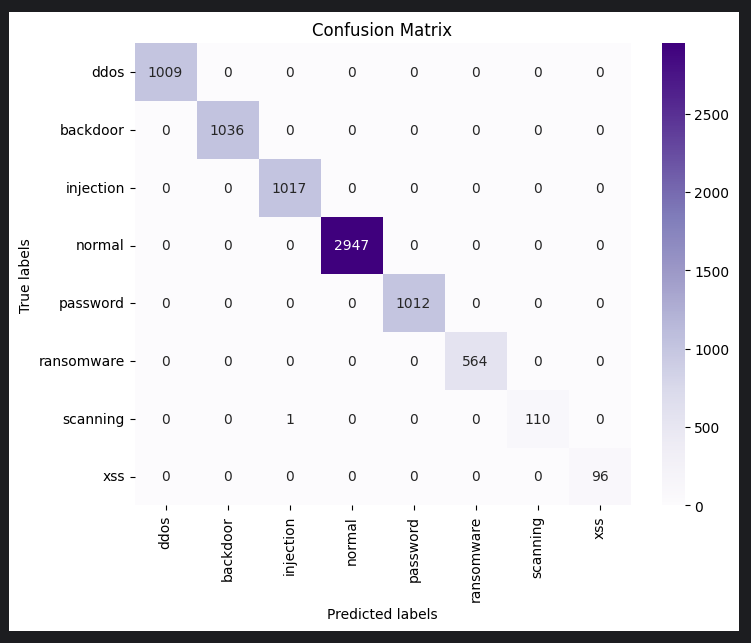 Confusion Matrix
ddos 1009 0 0 0 0 0 0 0
backdoor 0 1036 0 0 0 0 0 0
injection 0 0 1017 0 0 0 0 0
normal 0 0 0 2947 0 0 0 0
password 0 0 0 0 1012 0 0 0
ransomware 0 0 0 0 0 564 0 0
scanning 0 0 1 0 0 0 110 0
xss 0 0 0 0 0 0 0 96
True labels
ddos backdoor injection normal password ransomware scanning xss
Predicted labels
2500
2000
1500
1000
500
0